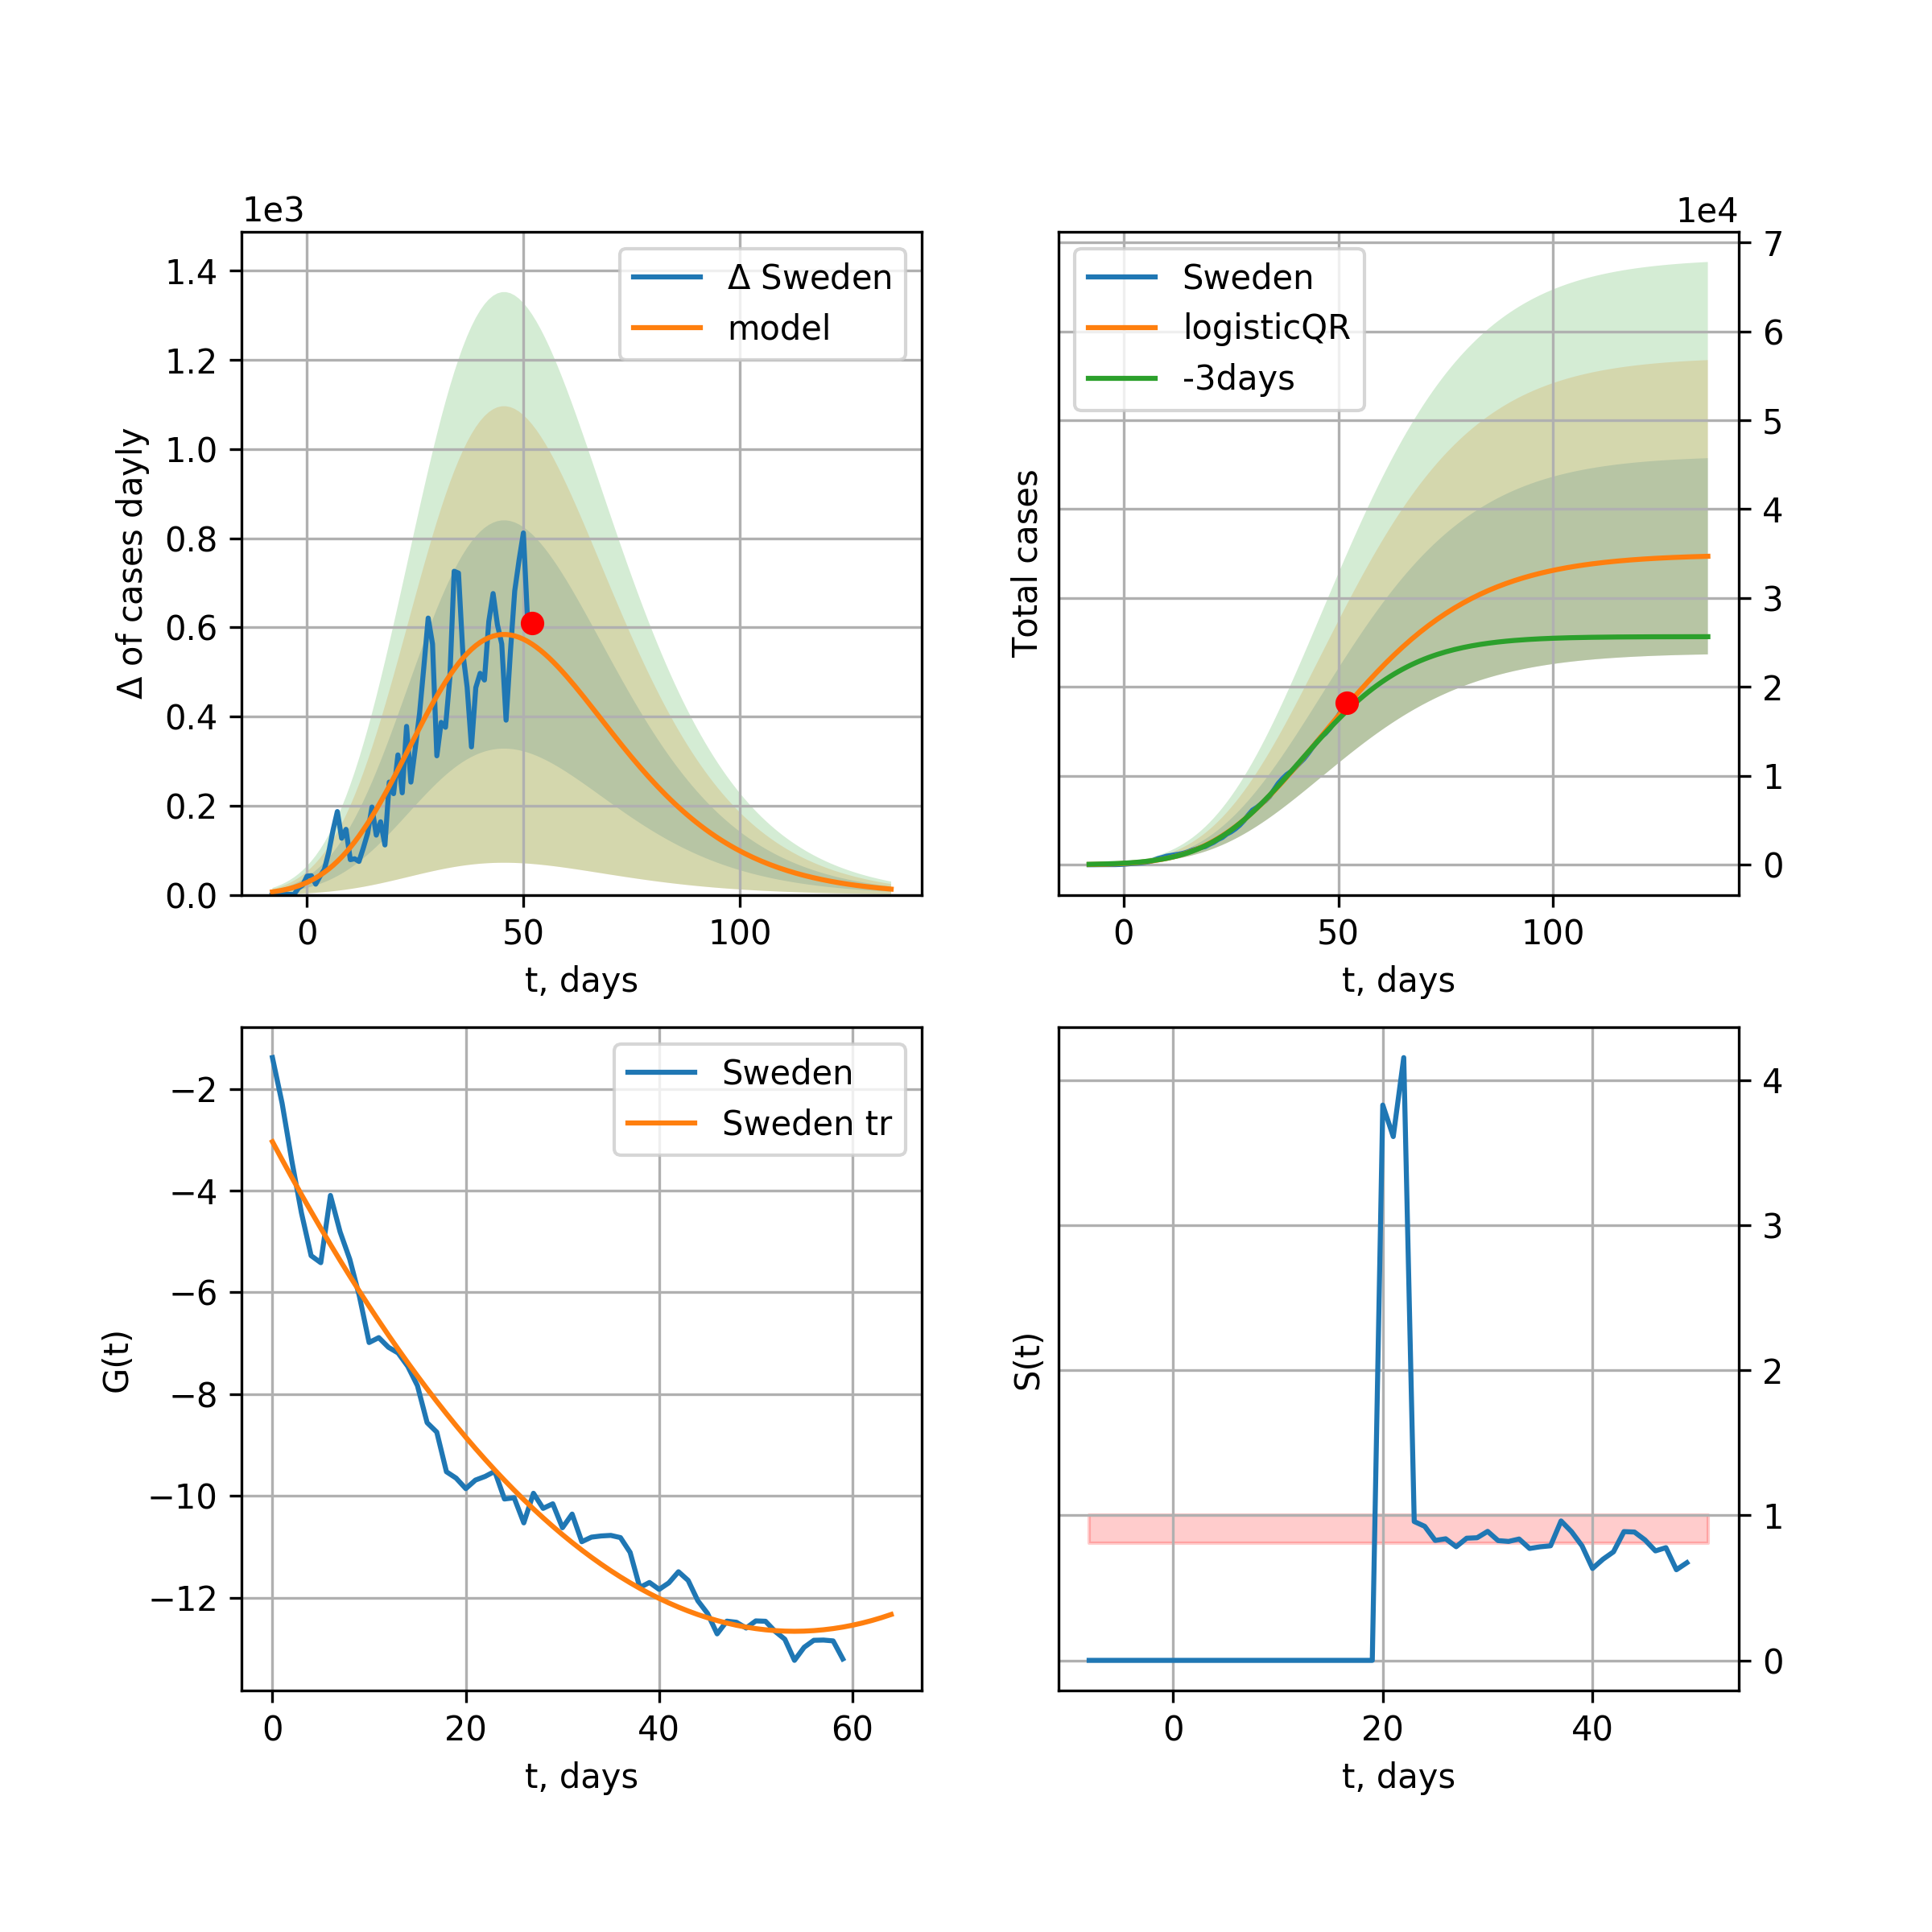 1e3
1.4
1.2
1.0
0.8
0.6
0.4
0.2
0.0
Δ of cases dayly
Δ Sweden
model
0 50 100
t, days
1e4
7
6
5
4
3
2
1
0
Total cases
Sweden
logisticQR
-3days
0 50 100
t, days
−2
−4
−6
−8
−10
−12
G(t)
Sweden
Sweden tr
0 20 40 60
t, days
S(t)
4
3
2
1
0
0 20 40
t, days